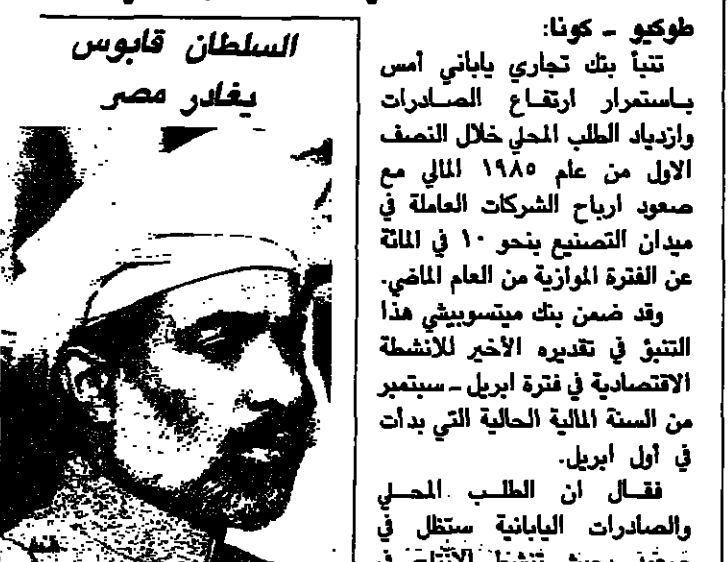 طوكيو - كونا:
تتبأ بنك تجاري ياباني أمس
باستمرار ارتفاع الصادرات
وازدياد الطلب المحلي خلال النصف
الاول من عام ١٩٨٥ المالي مع
صعود ارباح الشركات العاملة في
ميدان التصنيع بنحو ١٠ في المائة
عن الفترة الموازية من العام الماضي.
وقد ضمن بنك ميتسوبيشي هذا
التنبؤ في تقديره الأخير للانشطة
الاقتصادية في فترة ابريل - سبتمبر
من السنة المالية الحالية التي بدأت
في أول ابريل.
فقال ان الطلب المحلي
والصادرات اليابانية ستظل في
السلطان قابوس
يغادر مصر